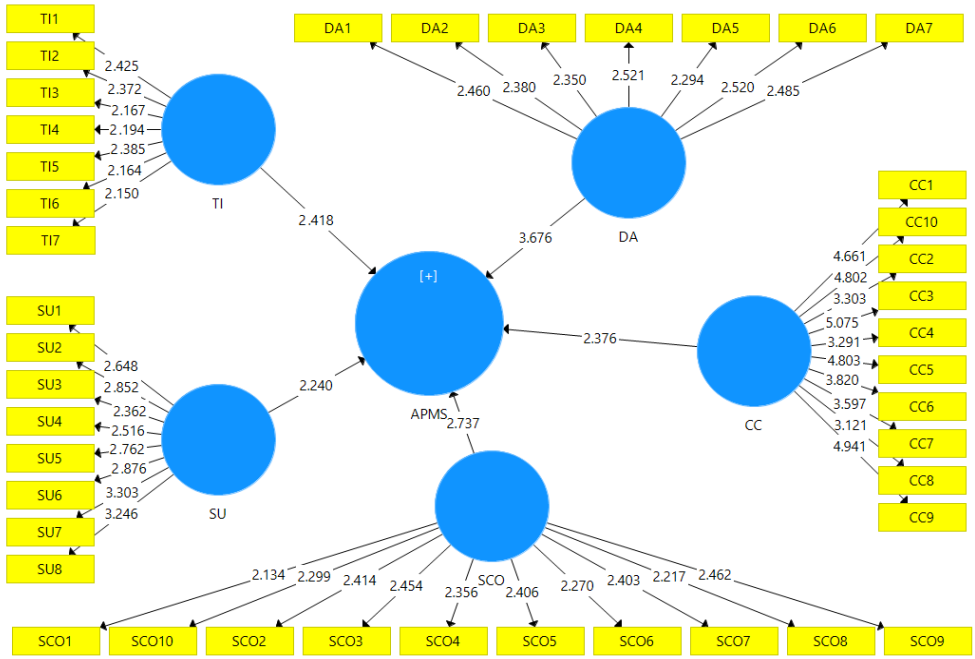 TI1
TI2
TI3
TI4
TI5
TI6
TI7
2.425
2.372
2.167
2.194
2.385
2.164
2.150
TI
2.418
DA1
DA2
DA3
DA4
DA5
DA6
DA7
2.460
2.380
2.350
2.521
2.294
2.520
2.485
DA
3.676
[+]
APMS
CC1
CC10
CC2
CC3
CC4
CC5
CC6
CC7
CC8
CC9
4.661
4.802
3.303
5.075
3.291
4.803
3.820
3.597
3.121
4.941
CC
2.376
SU1
SU2
SU3
SU4
SU5
SU6
SU7
SU8
2.648
2.852
2.362
2.516
2.762
2.876
3.303
3.246
SU
2.240
2.737
SCO
2.134
2.299
2.414
2.454
2.356
2.406
2.270
2.403
2.217
2.462
SCO1
SCO10
SCO2
SCO3
SCO4
SCO5
SCO6
SCO7
SCO8
SCO9